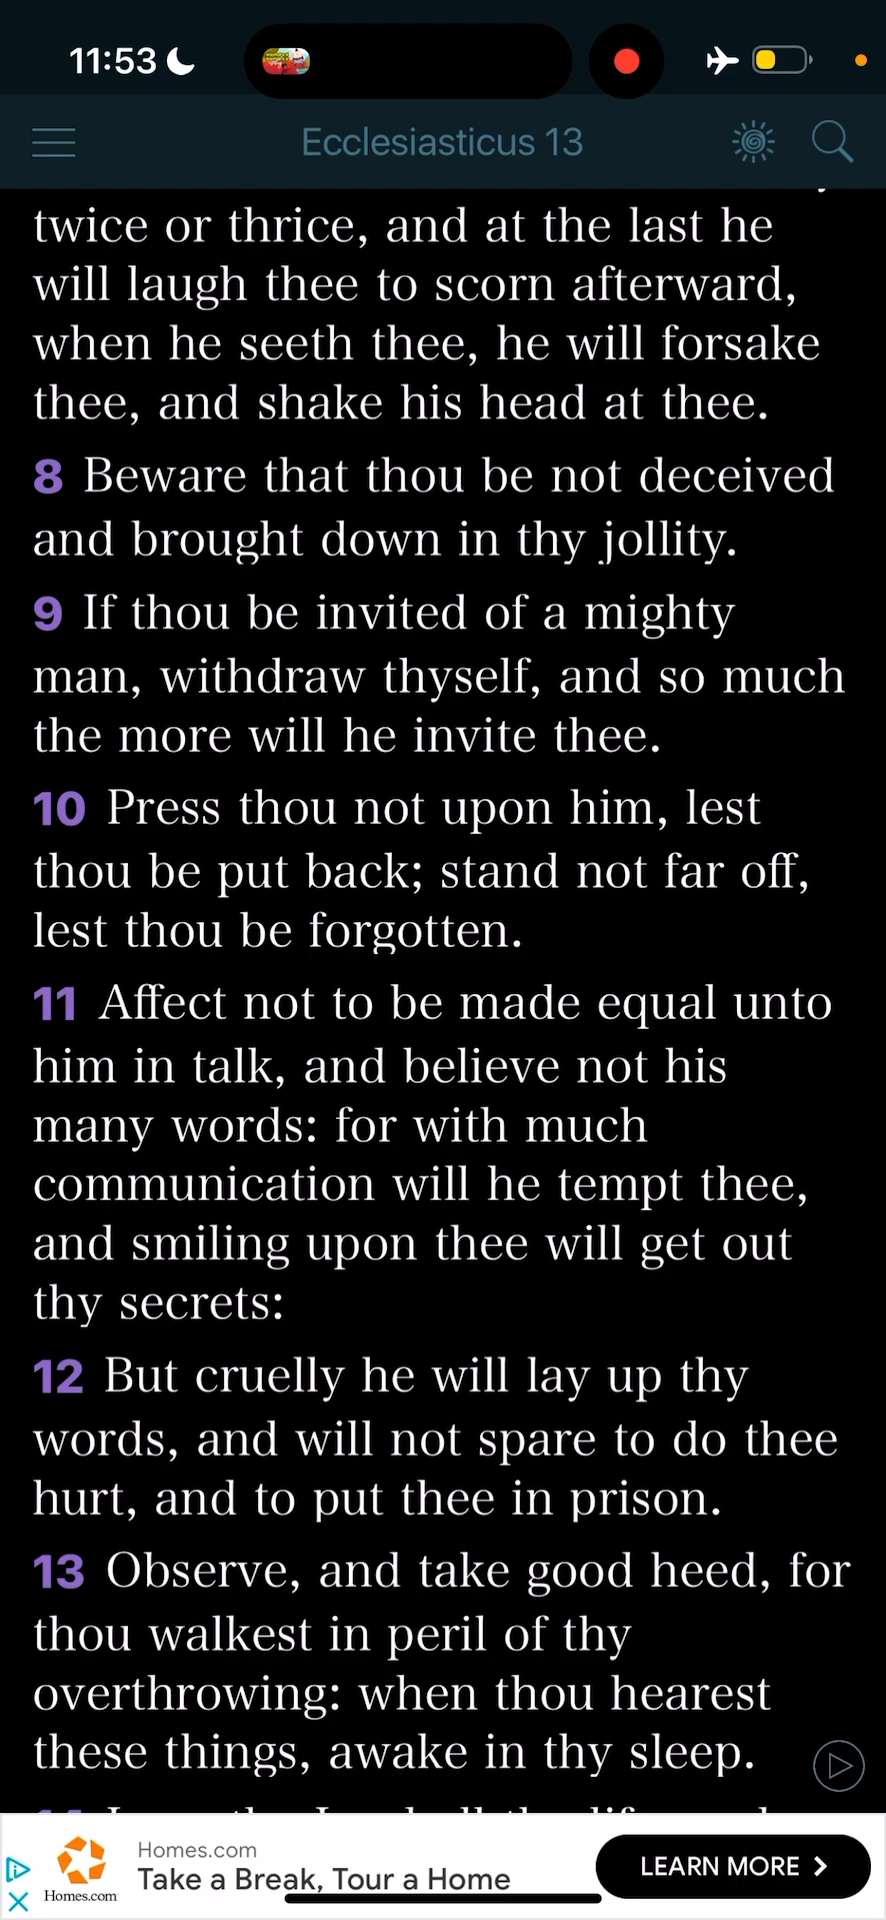 11:53
Ecclesiasticus 13
twice or thrice, and at the last he
will laugh thee to scorn afterward,
when he seeth thee, he will forsake
thee, and shake his head at thee.
8 Beware that thou be not deceived
and brought down in thy jollity.
9 If thou be invited of a mighty
man, withdraw thyself, and so much
the more will he invite thee.
10 Press thou not upon him, lest
thou be put back; stand not far off,
lest thou be forgotten.
11 Affect not to be made equal unto
him in talk, and believe not his
many words: for with much
communication will he tempt thee,
and smiling upon thee will get out
thy secrets:
12 But cruelly he will lay up thy
words, and will not spare to do thee
hurt, and to put thee in prison.
13 Observe, and take good heed, for
thou walkest in peril of thy
overthrowing: when thou hearest
these things, awake in thy sleep.
Homes.com
Homes.com
Take a Break, Tour a Home
LEARN MORE >